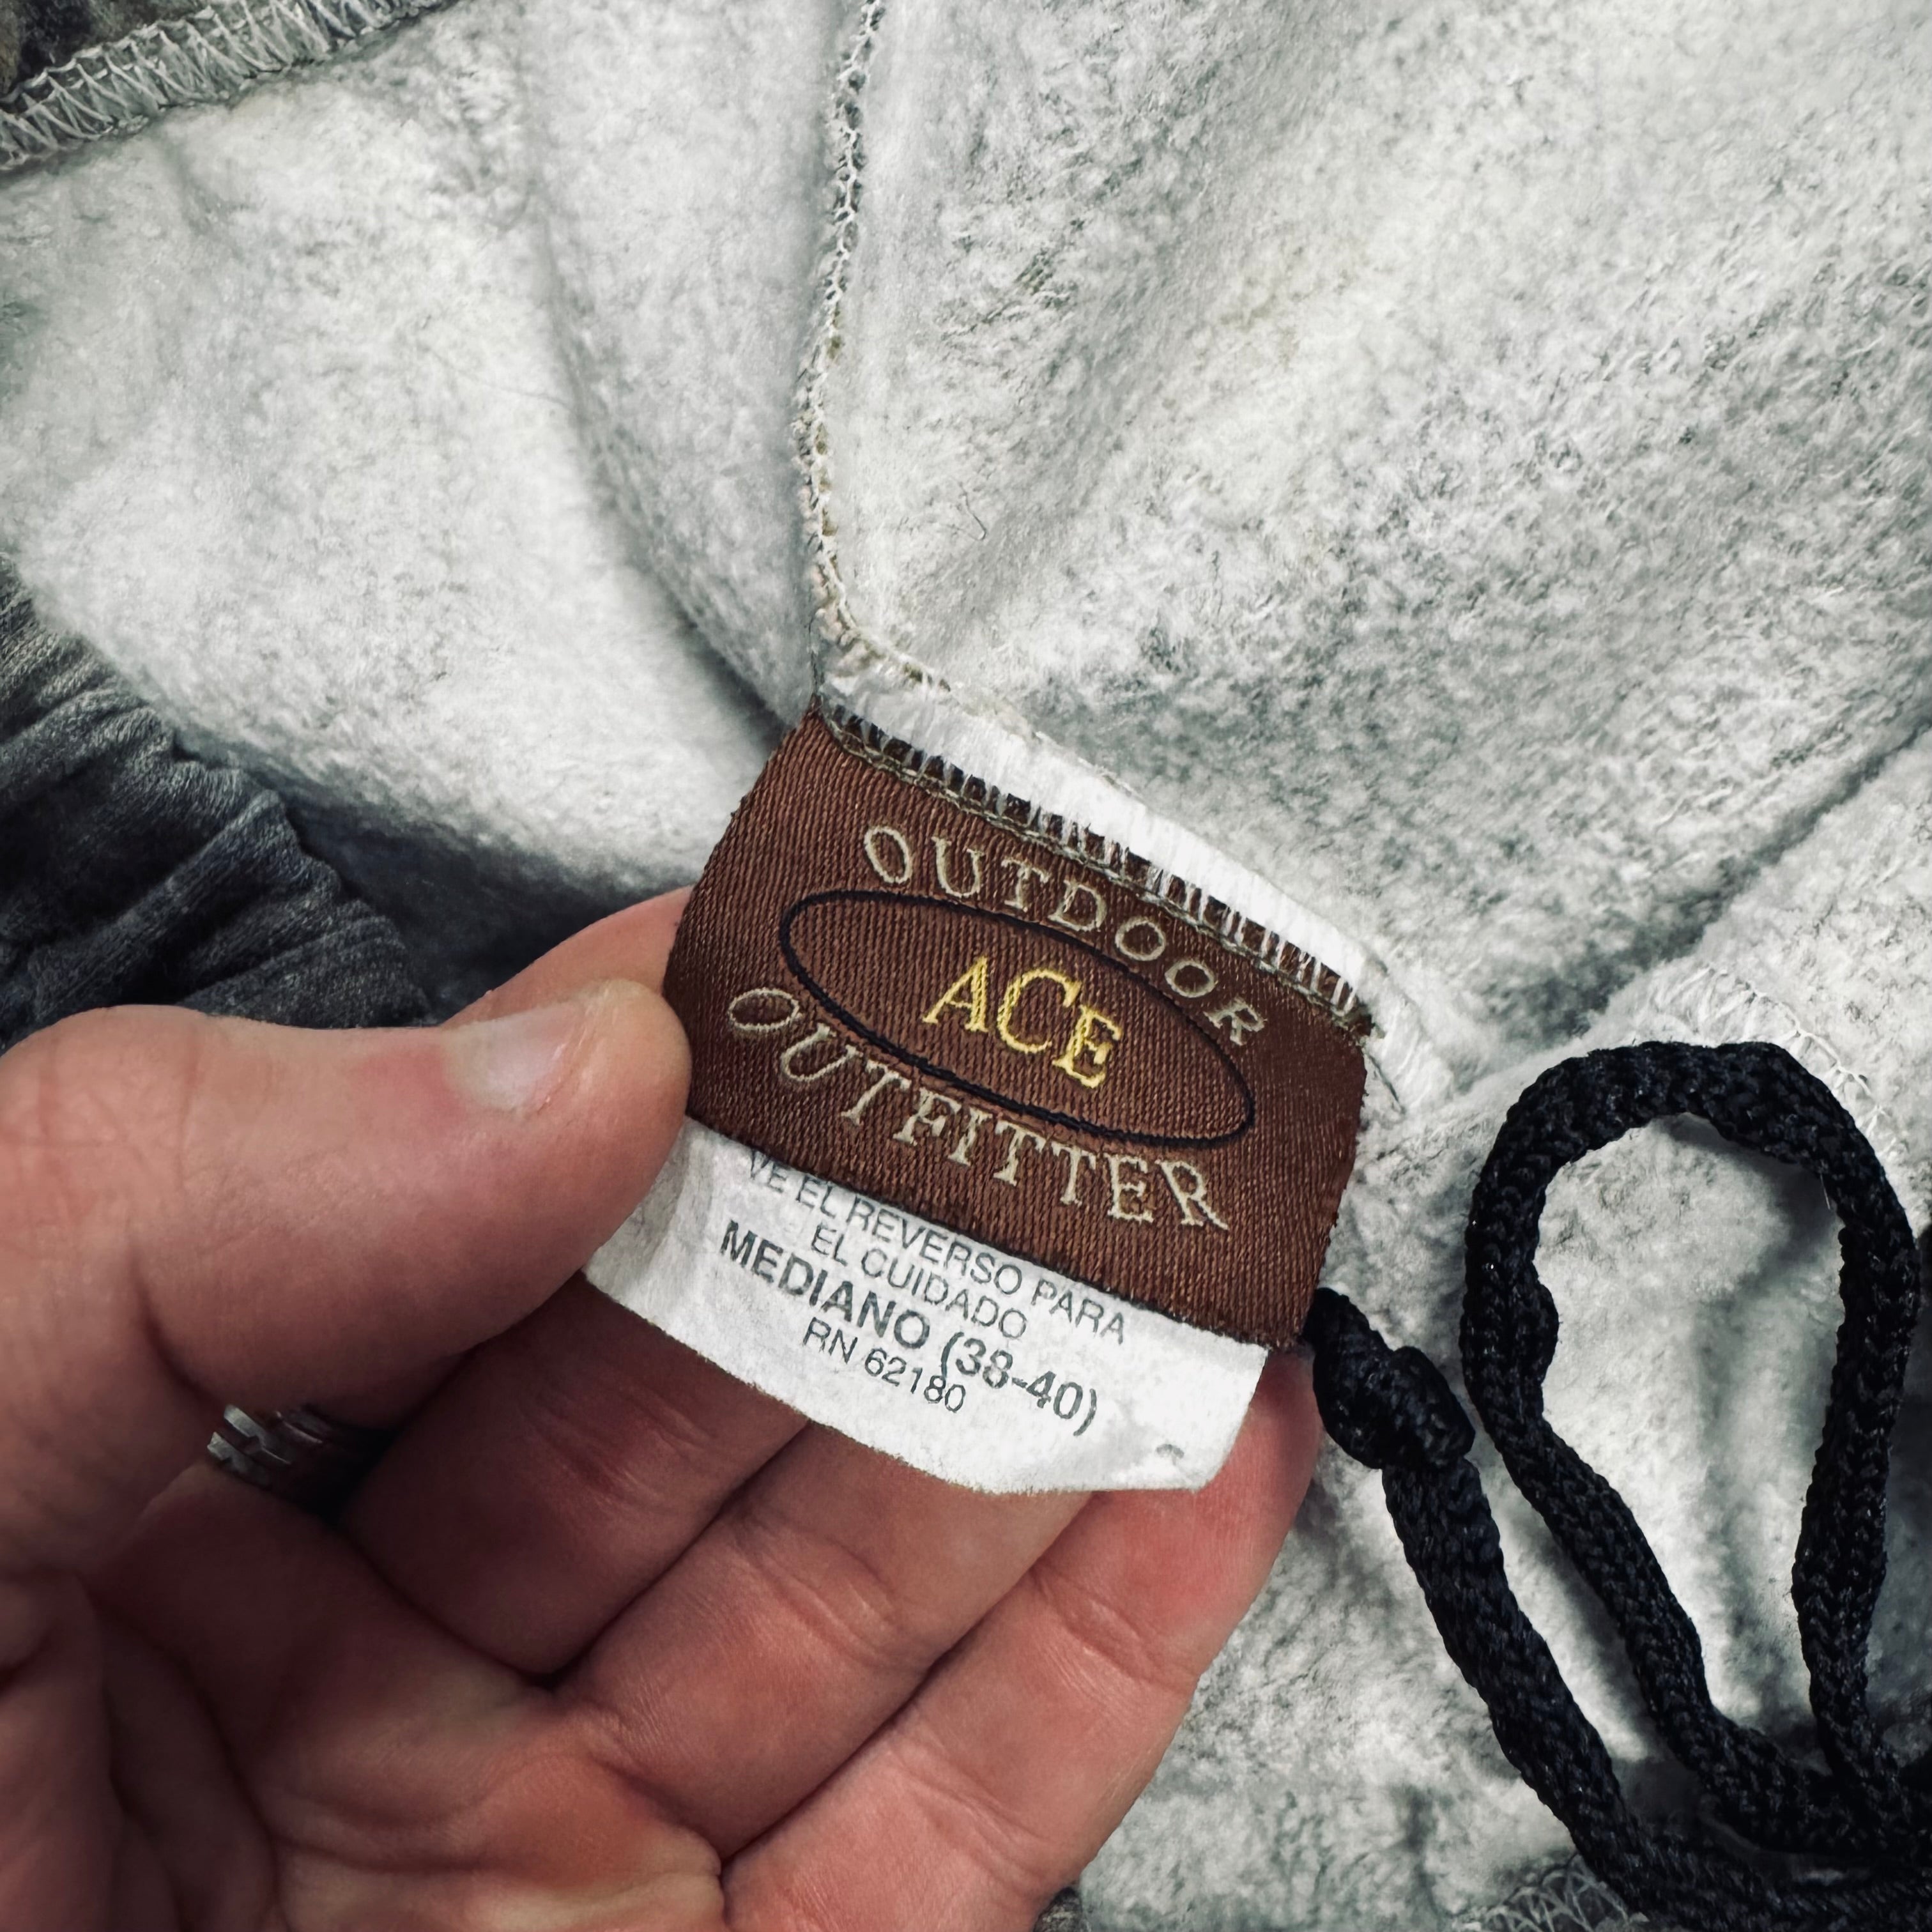 OUTDOOR
ACE
OUTFITTER
VE EL REVERSO PARA
EL CUIDADO
MEDIANO (38-40)
RN 62180